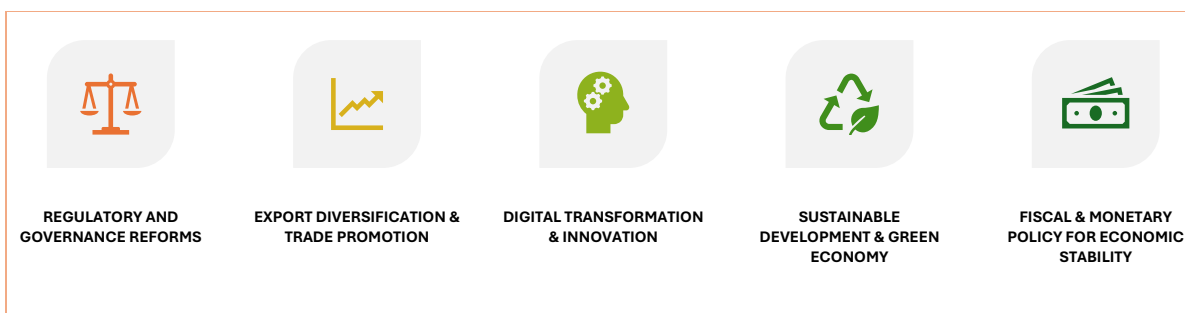 REGULATORY AND
GOVERNANCE REFORMS
EXPORT DIVERSIFICATION &
TRADE PROMOTION
DIGITAL TRANSFORMATION
& INNOVATION
SUSTAINABLE
DEVELOPMENT & GREEN
ECONOMY
FISCAL & MONETARY
POLICY FOR ECONOMIC
STABILITY